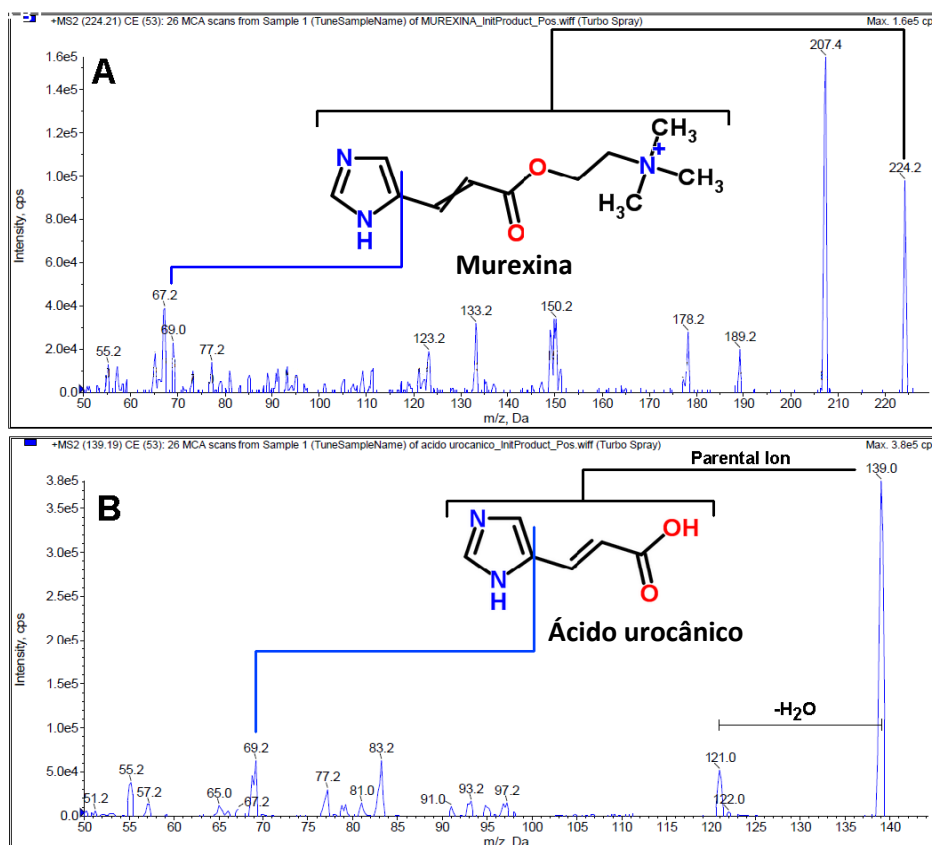 +MS2 (224.21) CE (53): 26 MCA scans from Sample 1 (TuneSampleName) of MUREXINA_InitProduct_Pos.wiff (Turbo Spray) Max. 1.6e5 cp
A
Intensity, cps
1.6e5
1.4e5
1.2e5
1.0e5
8.0e4
6.0e4
4.0e4
2.0e4
0.0
207.4
224.2
N
N
H
O
O
N
+
CH3
CH3
H3C
Murexina
55.2
67.2
69.0
77.2
123.2
133.2
150.2
178.2
189.2
50 60 70 80 90 100 110 120 130 140 150 160 170 180 190 200 210 220
m/z, Da
+MS2 (139.19) CE (53): 26 MCA scans from Sample 1 (TuneSampleName) of acido urocanico_InitProduct_Pos.wiff (Turbo Spray) Max. 3.8e5 c
B
Intensity, cps
3.8e5
3.5e5
3.0e5
2.5e5
2.0e5
1.5e5
1.0e5
5.0e4
0.0
Parental Ion
139.0
N
N
H
OH
O
Ácido urocânico
-H2O
51.2
55.2
57.2
65.0
67.2
69.2
77.2
81.0
83.2
91.0
93.2
97.2
121.0
122.0
50 55 60 65 70 75 80 85 90 95 100 105 110 115 120 125 130 135 140
m/z, Da